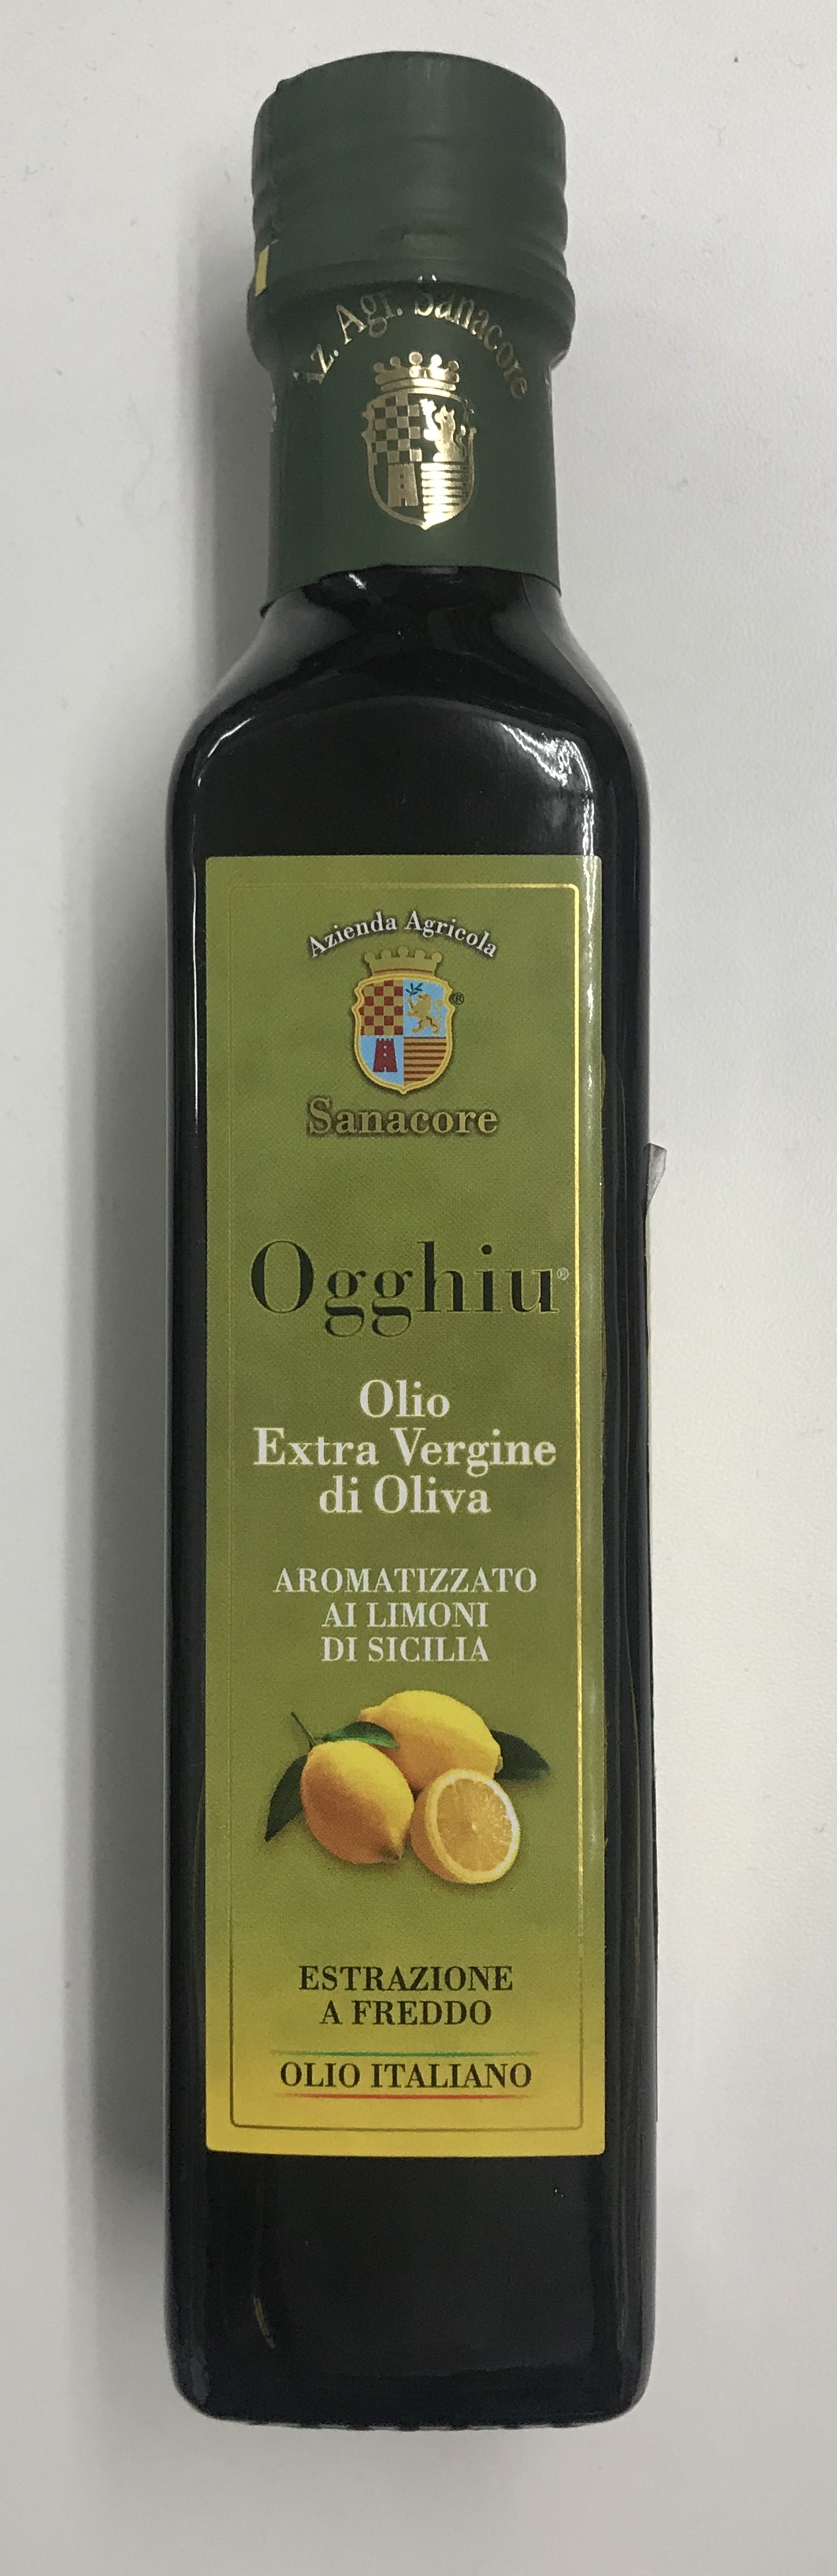 Az. Agr. Sanacore
Azienda Agricola
®
Sanacore
Ogghiu®
Olio
Extra Vergine
di Oliva
AROMATIZZATO
AI LIMONI
DI SICILIA
ESTRAZIONE
A FREDDO
OLIO ITALIANO